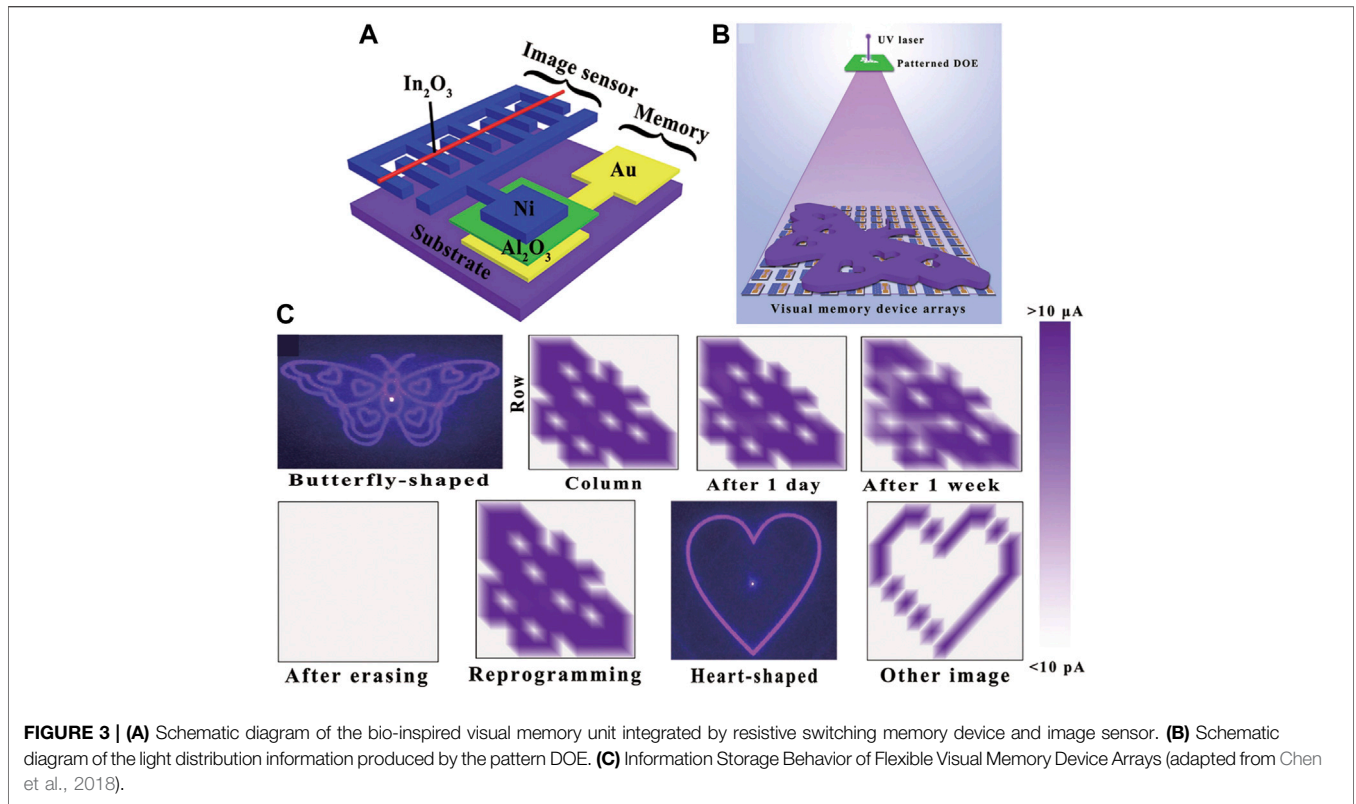 A
In₂O₃
Image sensor
Memory
Au
Ni
Al₂O₃
Substrate
B
UV laser
Patterned DOE
Visual memory device arrays
C
>10 μA
Row
Butterfly-shaped
Column
After 1 day
After 1 week
After erasing
Reprogramming
Heart-shaped
Other image
<10 pA
FIGURE 3 | (A) Schematic diagram of the bio-inspired visual memory unit integrated by resistive switching memory device and image sensor. (B) Schematic
diagram of the light distribution information produced by the pattern DOE. (C) Information Storage Behavior of Flexible Visual Memory Device Arrays (adapted from Chen
et al., 2018).